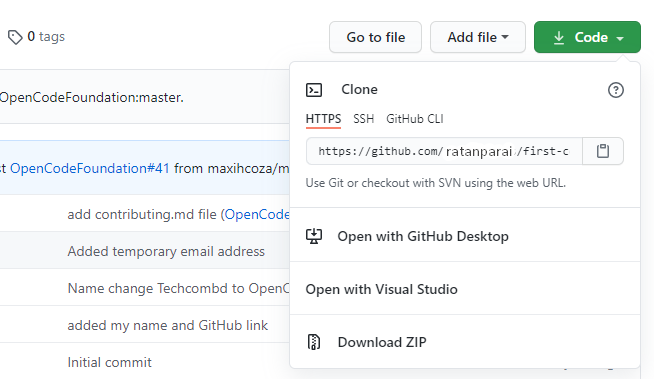 0 tags
Go to file
Add file
Code
OpenCodeFoundation:master.
Clone
HTTPS SSH GitHub CLI
https://github.com/ratanparai/first-c
Use Git or checkout with SVN using the web URL.
OpenCodeFoundation#41 from maxihcoza/m
add contributing.md file (OpenCode
Open with GitHub Desktop
Added temporary email address
Name change Techcombd to OpenC
Open with Visual Studio
added my name and GitHub link
Download ZIP
Initial commit